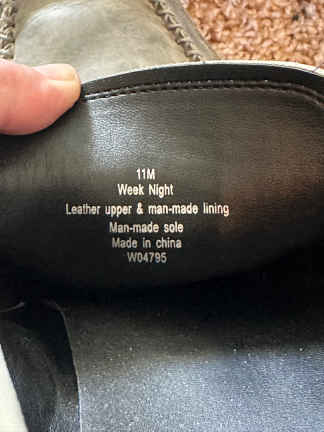 11M
Week Night
Leather upper & man-made lining
Man-made sole
Made in china
W04795